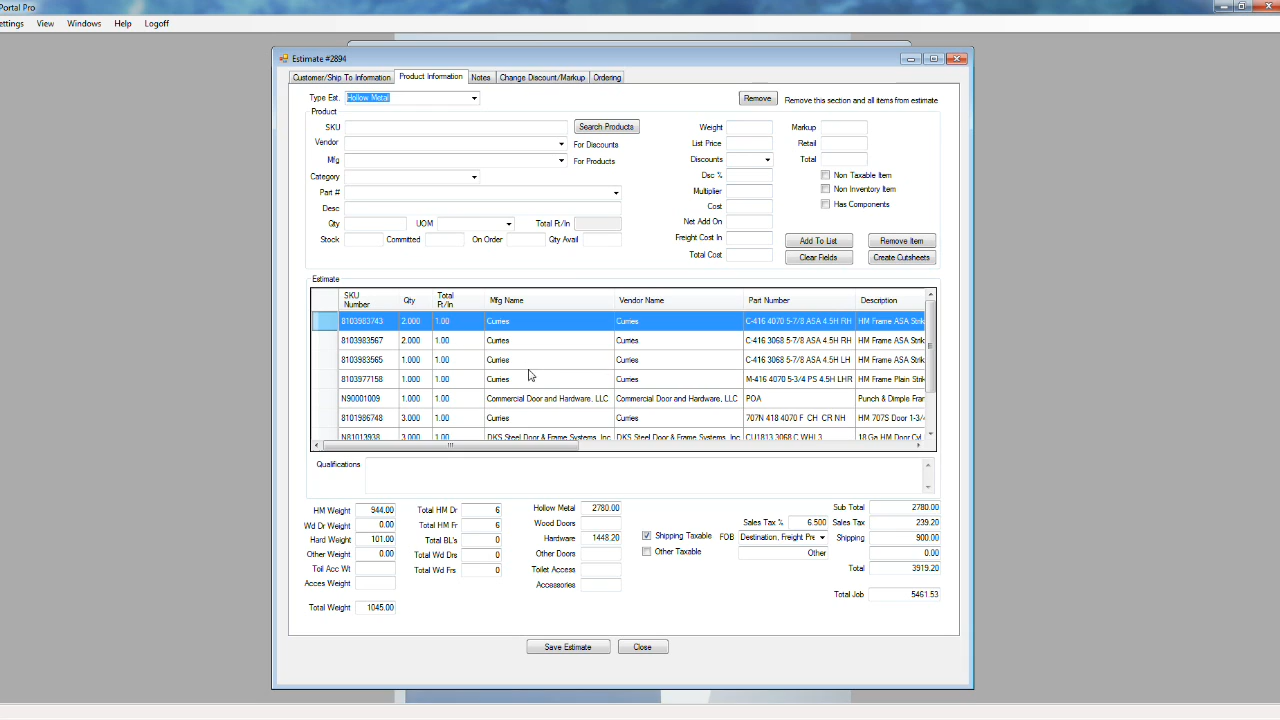 Portal Pro
ettings View Windows Help Logoff
Estimate #2894
Customer/Ship To Information Product Information Notes Change Discount/Markup Ordering
Type Est. Hollow Metal Remove Remove this section and all items from estimate
Product
SKU Search Products Weight Markup
Vendor For Discounts List Price Retail
Mfg For Products Discounts Total
Category Dsc % Non Taxable Item
Part # Multiplier Non Inventory Item
Desc Cost Has Components
Qty UOM Total Ft/In Net Add On
Stock Committed On Order Qty Avail Freight Cost In Add To List Remove Item
Total Cost Clear Fields Create Cutsheets
Estimate
SKU Number Qty Total Ft/In Mfg Name Vendor Name Part Number Description
8103983743 2.000 1.00 Curries Curries C-416 4070 5-7/8 ASA 4.5H RH HM Frame ASA Strik
8103983567 2.000 1.00 Curries Curries C-416 3068 5-7/8 ASA 4.5H RH HM Frame ASA Strik
8103983565 1.000 1.00 Curries Curries C-416 3068 5-7/8 ASA 4.5H LH HM Frame ASA Strik
8103977158 1.000 1.00 Curries Curries M-416 4070 5-3/4 PS 4.5H LHR HM Frame Plain Strik
N90001009 1.000 1.00 Commercial Door and Hardware, LLC Commercial Door and Hardware, LLC POA Punch & Dimple Fran
8101986748 3.000 1.00 Curries Curries 707N 418 4070 F CH CR NH HM 707S Door 1-3/4
N81013938 3.000 1.00 DKS Steel Door & Frame Systems, Inc DKS Steel Door & Frame Systems, Inc CU1813 3068 C WHI 3 18 Ga HM Door Cyl
Qualifications
HM Weight 944.00 Total HM Dr 6 Hollow Metal 2780.00 Sub Total 2780.00
Wd Dr Weight 0.00 Total HM Fr 6 Wood Doors Sales Tax % 6.500 Sales Tax 239.20
Hard Weight 101.00 Total BL's 0 Hardware 1448.20 Shipping Taxable FOB Destination, Freight Pre Shipping 900.00
Other Weight 0.00 Total Wd Drs 0 Other Doors Other Taxable Other 0.00
Toil Acc Wt Total Wd Frs 0 Toilet Access Total 3919.20
Acces Weight Accessories
Total Job 5461.53
Total Weight 1045.00
Save Estimate Close